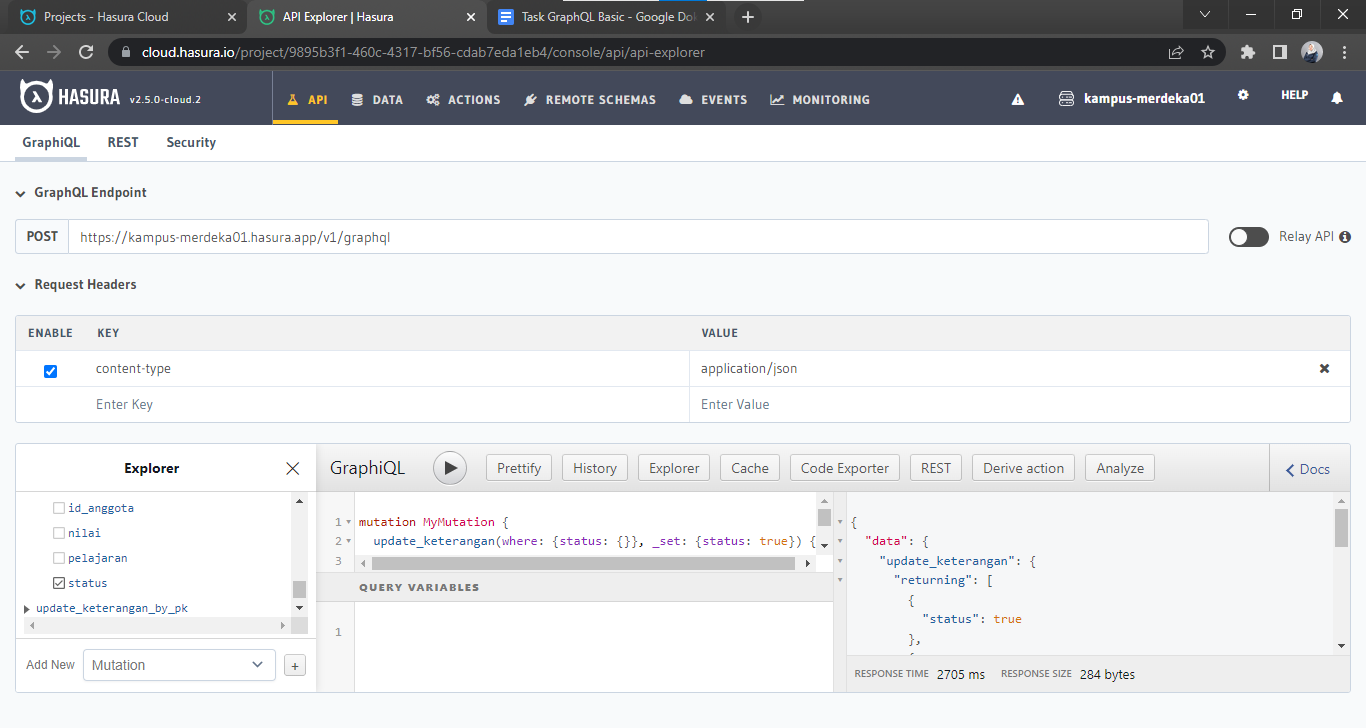 Projects - Hasura Cloud
API Explorer | Hasura
Task GraphQL Basic - Google Do
cloud.hasura.io/project/9895b3f1-460c-4317-bf56-cdab7eda1eb4/console/api/api-explorer
HASURA v2.5.0-cloud.2
API DATA ACTIONS REMOTE SCHEMAS EVENTS MONITORING
kampus-merdeka01 HELP
GraphiQL REST Security
GraphQL Endpoint
POST https://kampus-merdeka01.hasura.app/v1/graphql Relay API
Request Headers
ENABLE KEY VALUE
content-type application/json
Enter Key Enter Value
Explorer
id_anggota
nilai
pelajaran
status
update_keterangan_by_pk
Add New Mutation +
GraphiQL Prettify History Explorer Cache Code Exporter REST Derive action Analyze Docs
1 mutation MyMutation {
2 update_keterangan(where: {status: {}}, _set: {status: true}) {
3
QUERY VARIABLES
1
{
"data": {
"update_keterangan": {
"returning": [
{
"status": true
},
{
RESPONSE TIME 2705 ms RESPONSE SIZE 284 bytes